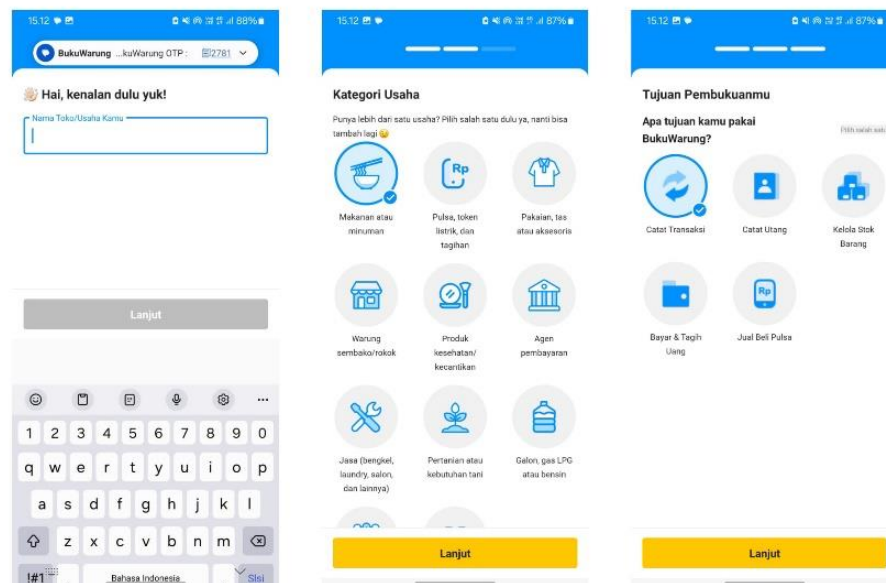 15.12
88%
BukuWarung ...kuWarung OTP : 2781
Hai, kenalan dulu yuk!
Nama Toko/Usaha Kamu
Lanjut
1 2 3 4 5 6 7 8 9 0
q w e r t y u i o p
a s d f g h j k l
z x c v b n m
!#1 Bahasa Indonesia . Slsi
15.12
87%
Kategori Usaha
Punya lebih dari satu usaha? Pilih salah satu dulu ya, nanti bisa
tambah lagi
Makanan atau
minuman
Pulsa, token
listrik, dan
tagihan
Pakaian, tas
atau aksesoris
Warung
sembako/rokok
Produk
kesehatan/
kecantikan
Agen
pembayaran
Jasa (bengkel,
laundry, salon,
dan lainnya)
Pertanian atau
kebutuhan tani
Galon, gas LPG
atau bensin
Lanjut
15.12
87%
Tujuan Pembukuanmu
Apa tujuan kamu pakai
BukuWarung?
Pilih salah satu
Catat Transaksi
Catat Utang
Kelola Stok
Barang
Bayar & Tagih
Uang
Jual Beli Pulsa
Lanjut